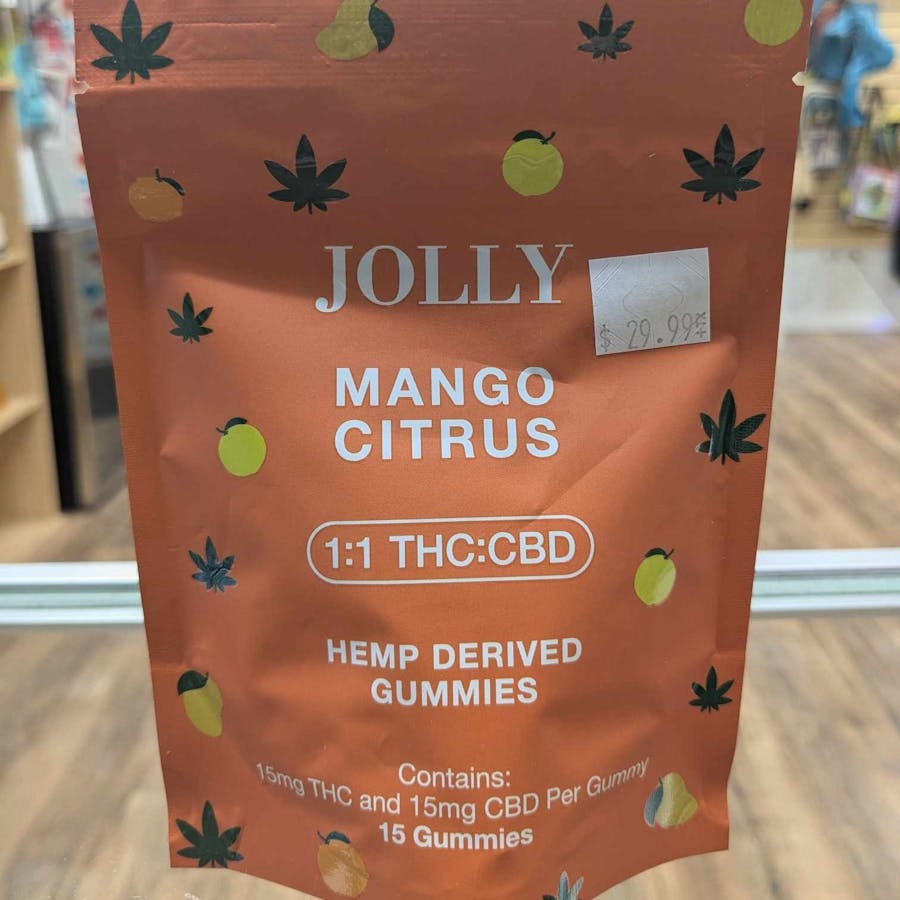 JOLLY
$ 29.99
MANGO
CITRUS
1:1 THC:CBD
HEMP DERIVED
GUMMIES
Contains:
15mg THC and 15mg CBD Per Gummy
15 Gummies